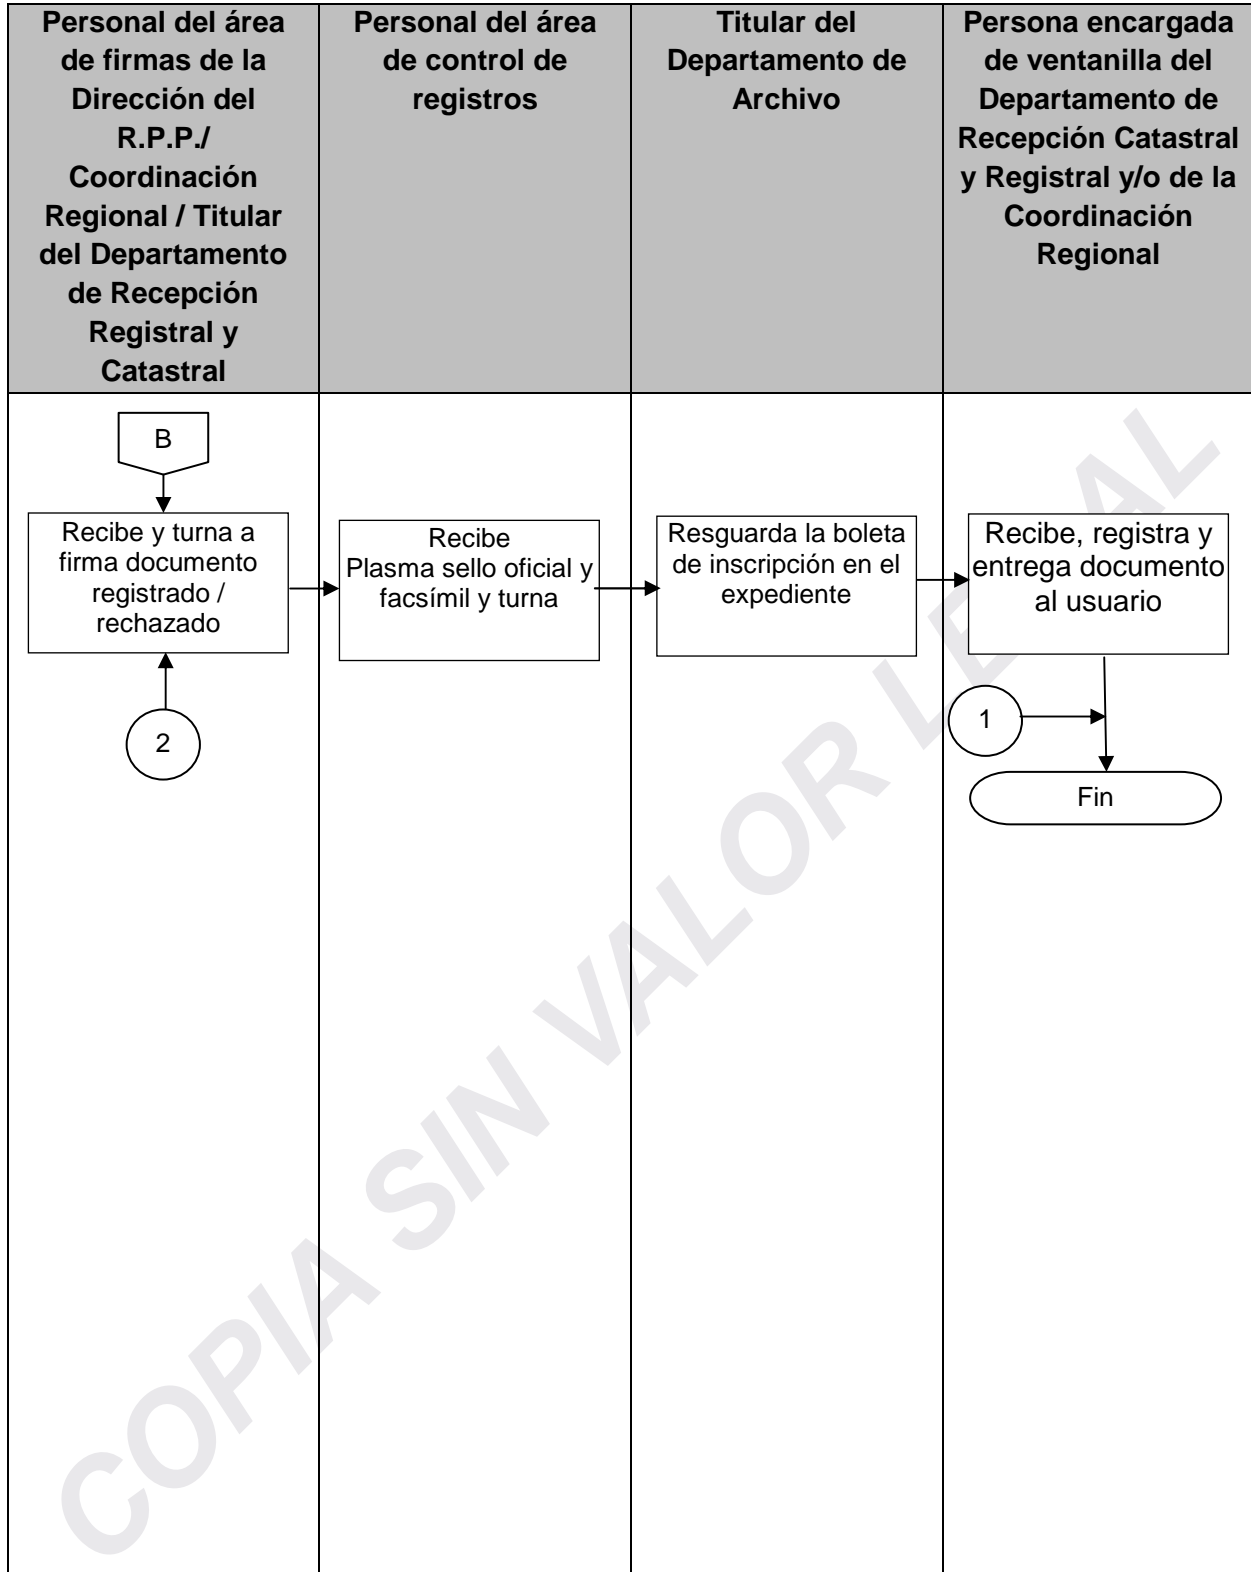 Personal del área
de firmas de la
Dirección del
R.P.P./
Coordinación
Regional / Titular
del Departamento
de Recepción
Registral y
Catastral
Personal del área
de control de
registros
Titular del
Departamento de
Archivo
Persona encargada
de ventanilla del
Departamento de
Recepción Catastral
y Registral y/o de la
Coordinación
Regional
B
Recibe y turna a
firma documento
registrado /
rechazado
2
Recibe
Plasma sello oficial y
facsímil y turna
Resguarda la boleta
de inscripción en el
expediente
Recibe, registra y
entrega documento
al usuario
1
Fin
COPIA SIN VALOR LEGAL